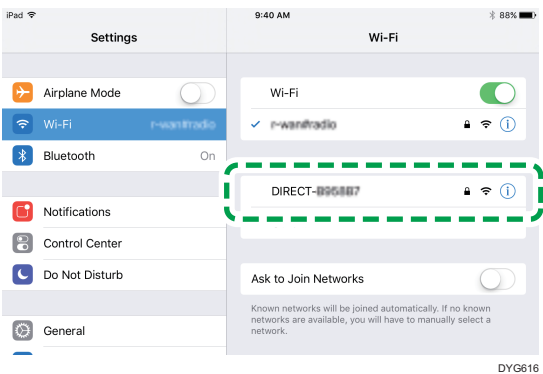 iPad 9:40 AM 88%
Settings
Wi-Fi
Airplane Mode
Wi-Fi
Bluetooth On
Notifications
Control Center
Do Not Disturb
General
Wi-Fi
DIRECT-
Ask to Join Networks
Known networks will be joined automatically. If no known
networks are available, you will have to manually select a
network.
DYG616